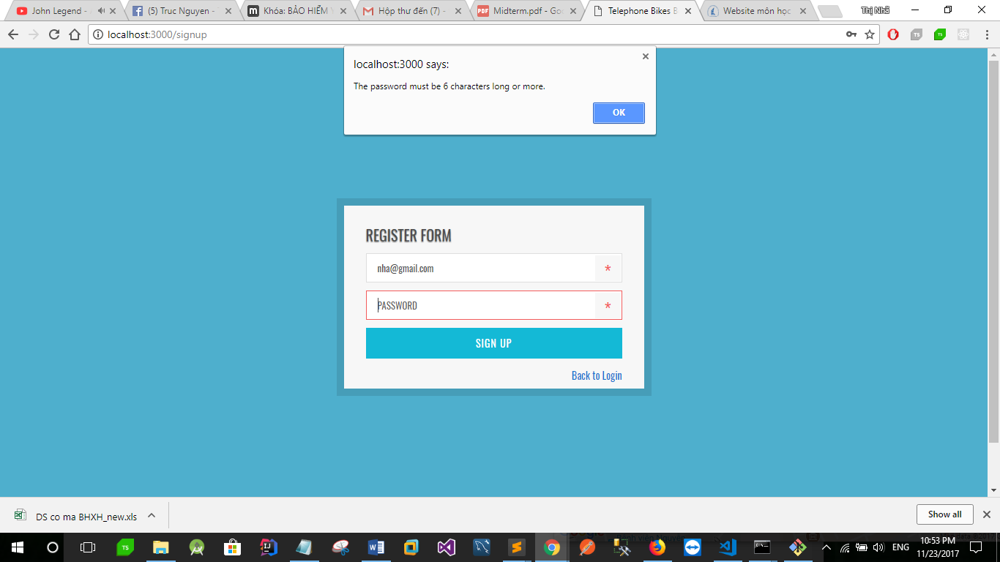 John Legend -
(5) Truc Nguyen -
Khóa: BẢO HIỂM
Hộp thư đến (7) -
Midterm.pdf - Goo
Telephone Bikes B
Website môn học
Thị Nhã
localhost:3000/signup
localhost:3000 says:
The password must be 6 characters long or more.
OK
REGISTER FORM
nha@gmail.com *
PASSWORD *
SIGN UP
Back to Login
DS co ma BHXH_new.xls
Show all
ENG
10:53 PM
11/23/2017